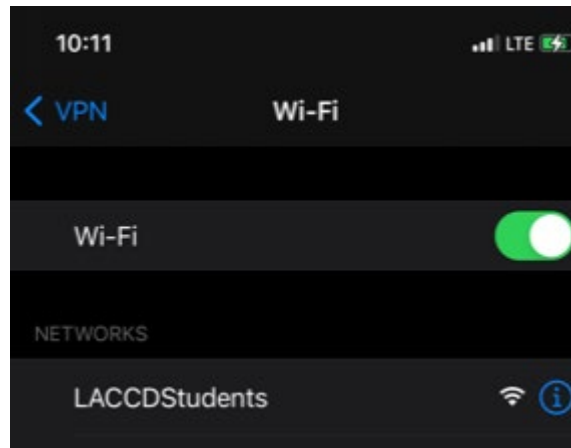 10:11 LTE
VPN Wi-Fi
Wi-Fi
NETWORKS
LACCDStudents